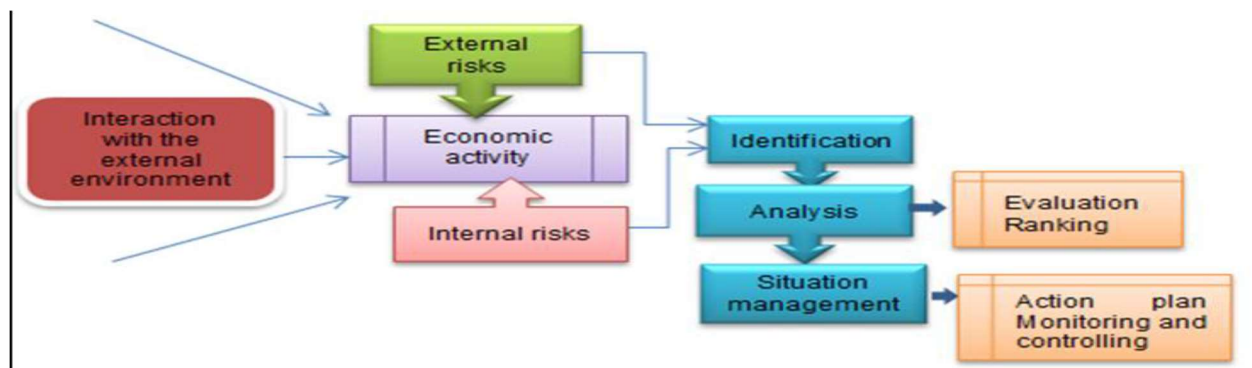 External
risks
Interaction
with the
external
environment
Economic
activity
Internal risks
Identification
Analysis
Evaluation
Ranking
Situation
management
Action plan
Monitoring and
controlling